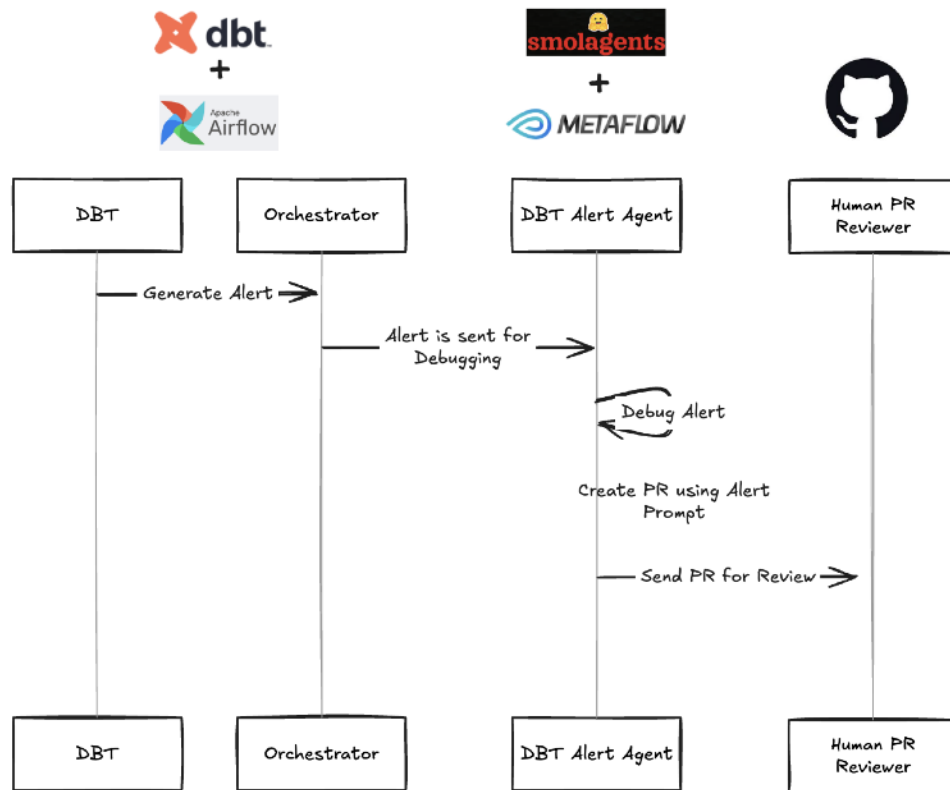 dbt
smolagents
+
+
Apache
Airflow
METAFLOW
DBT
Orchestrator
DBT Alert Agent
Human PR
Reviewer
Generate Alert
Alert is sent for
Debugging
Debug Alert
Create PR using Alert
Prompt
Send PR for Review
DBT
Orchestrator
DBT Alert Agent
Human PR
Reviewer